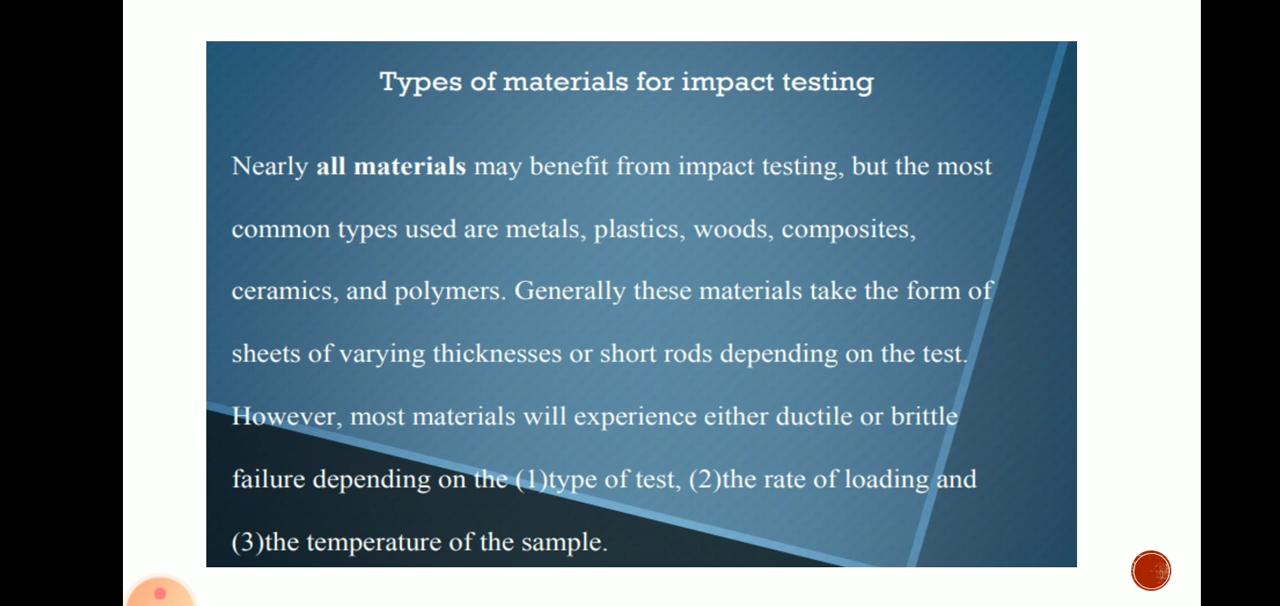 Types of materials for impact testing
Nearly all materials may benefit from impact testing, but the most
common types used are metals, plastics, woods, composites,
ceramics, and polymers. Generally these materials take the form of
sheets of varying thicknesses or short rods depending on the test.
However, most materials will experience either ductile or brittle
failure depending on the (1)type of test, (2)the rate of loading and
(3)the temperature of the sample.